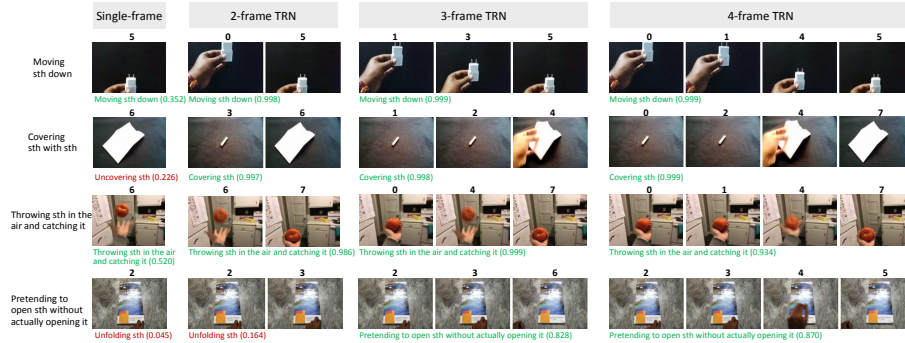 Single-frame 2-frame TRN 3-frame TRN 4-frame TRN
5 0 5 1 3 5 0 1 4 5
Moving
sth down
Moving sth down (0.352) Moving sth down (0.998) Moving sth down (0.999) Moving sth down (0.999)
6 3 6 1 2 4 0 2 4 7
Covering
sth with sth
Uncovering sth (0.226) Covering sth (0.997) Covering sth (0.998) Covering sth (0.999)
6 6 7 0 4 7 0 1 4 7
Throwing sth in the
air and catching it
Throwing sth in the air
and catching it (0.520)
Throwing sth in the air and catching it (0.986) Throwing sth in the air and catching it (0.999) Throwing sth in the air and catching it (0.934)
2 2 3 2 3 6 2 3 4 5
Pretending to
open sth without
actually opening it
Unfolding sth (0.045) Unfolding sth (0.164) Pretending to open sth without actually opening it (0.828) Pretending to open sth without actually opening it (0.870)